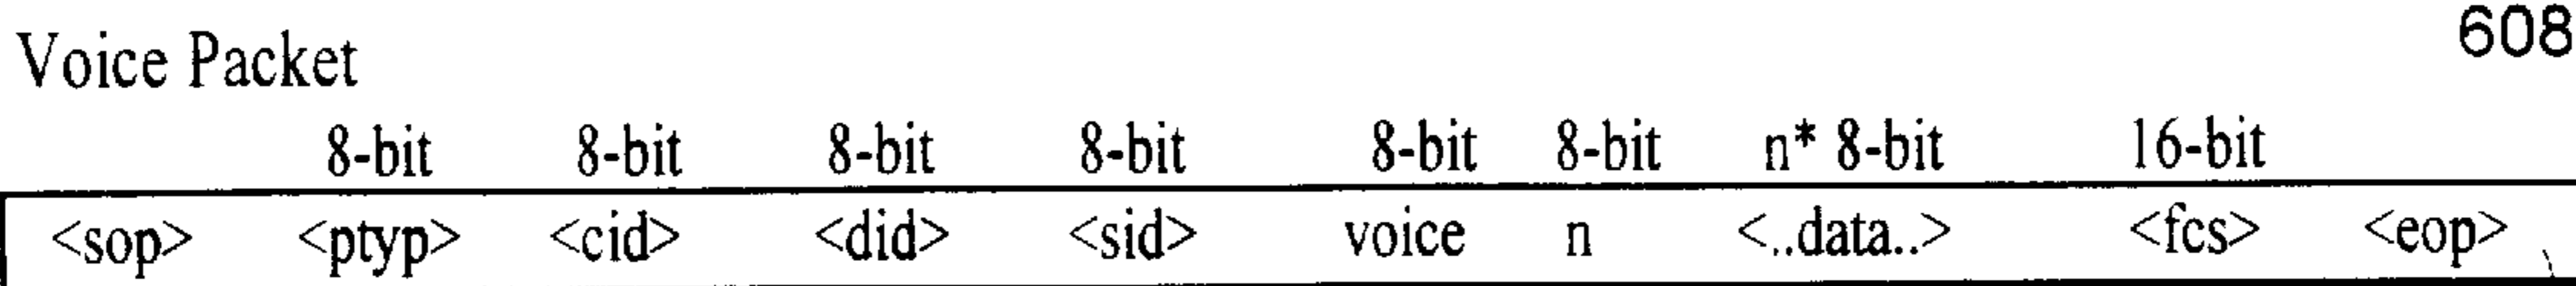 Voice Packet 608
8-bit 8-bit 8-bit 8-bit 8-bit 8-bit n* 8-bit 16-bit
<sop> <ptyp> <cid> <did> <sid> voice n <..data..> <fcs> <eop>